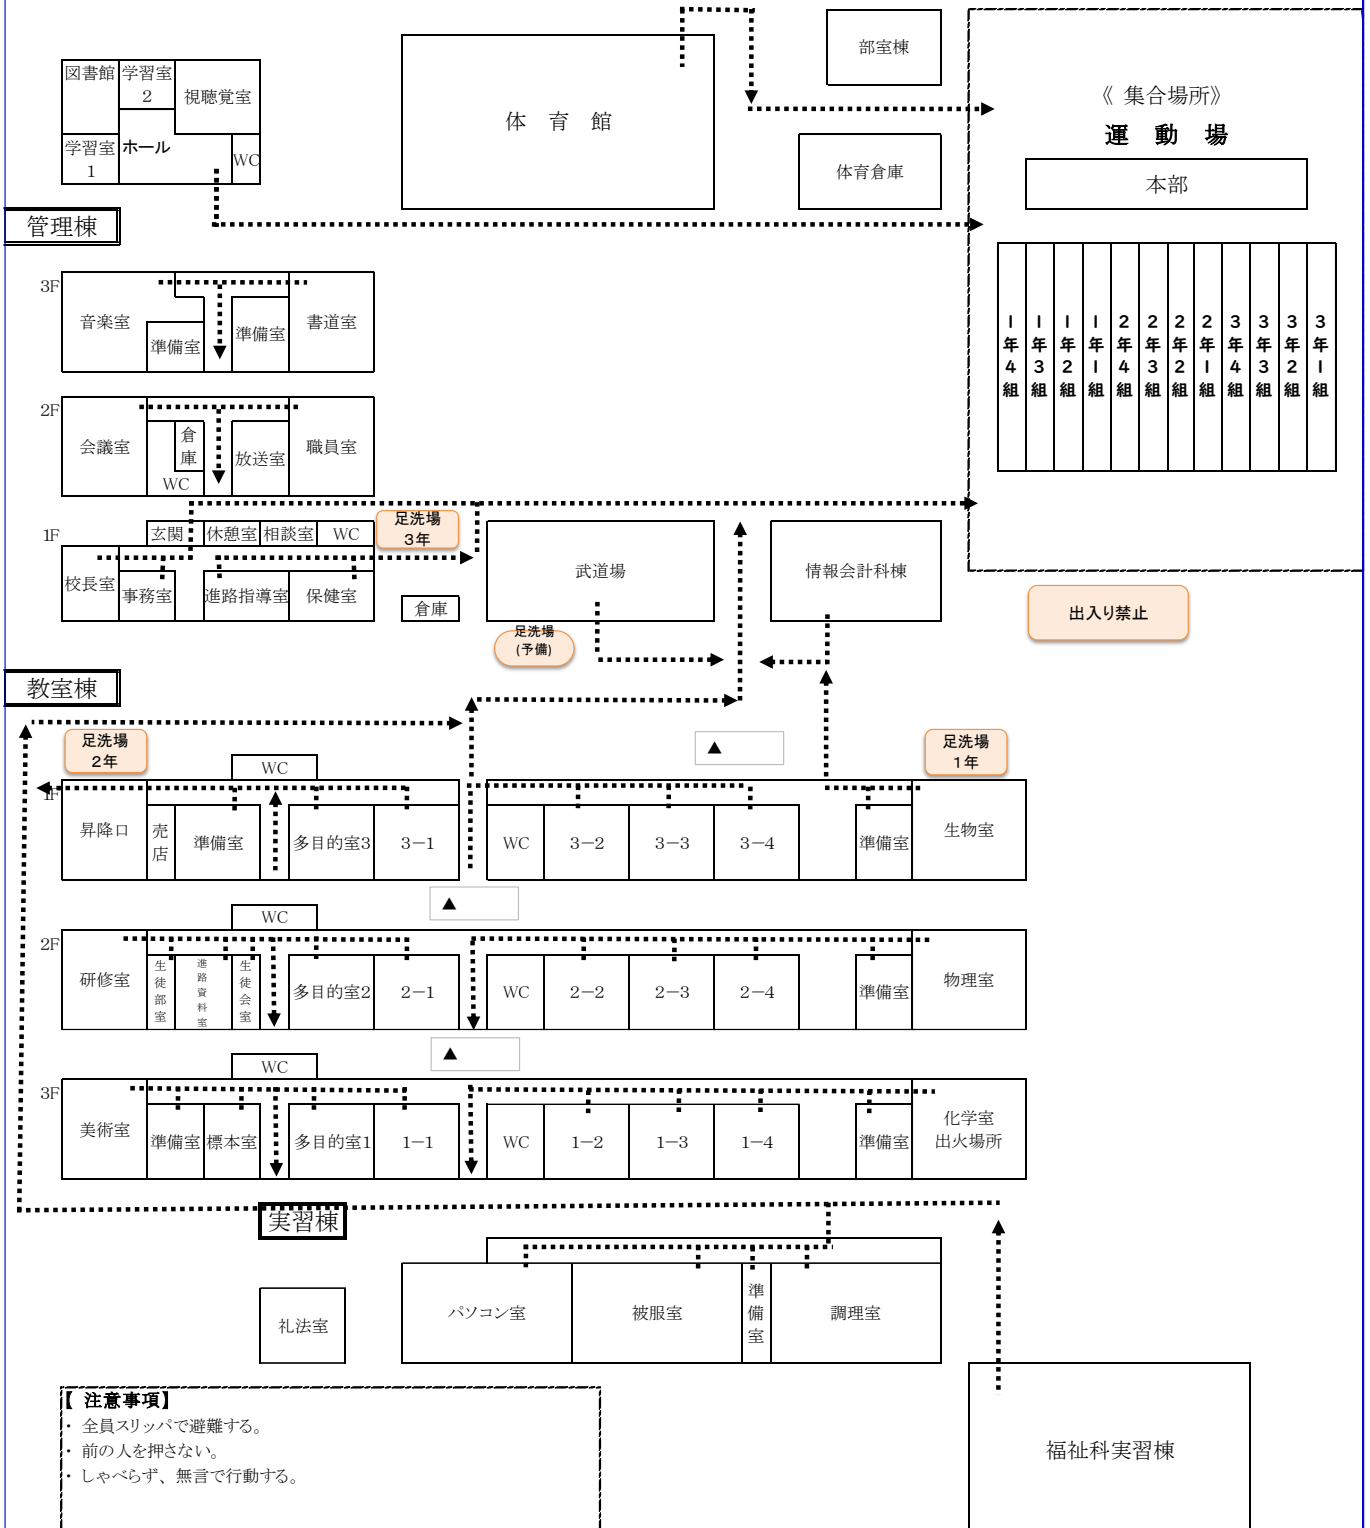 部室棟
図書館
学習室
2
視聴覚室
体 育 館
《 集合場所》
運 動 場
学習室
1
ホール
WC
体育倉庫
本部
管理棟
3F
音楽室
準備室
準備室
書道室
1年4組
1年3組
1年2組
1年1組
2年4組
2年3組
2年2組
2年1組
3年4組
3年3組
3年2組
3年1組
2F
会議室
倉庫
WC
放送室
職員室
1F
玄関
休憩室
相談室
WC
足洗場
3年
校長室
事務室
進路指導室
保健室
倉庫
武道場
情報会計科棟
出入り禁止
足洗場
(予備)
教室棟
足洗場
2年
WC
▲
足洗場
1年
1F
昇降口
売店
準備室
多目的室3
3-1
WC
3-2
3-3
3-4
準備室
生物室
▲
WC
2F
研修室
生徒部室
進路資料室
生徒会室
多目的室2
2-1
WC
2-2
2-3
2-4
準備室
物理室
▲
WC
3F
美術室
準備室
標本室
多目的室1
1-1
WC
1-2
1-3
1-4
準備室
化学室
出火場所
実習棟
礼法室
パソコン室
被服室
準備室
調理室
【 注意事項】
・ 全員スリッパで避難する。
・ 前の人を押さない。
・ しゃべらず、無言で行動する。
福祉科実習棟